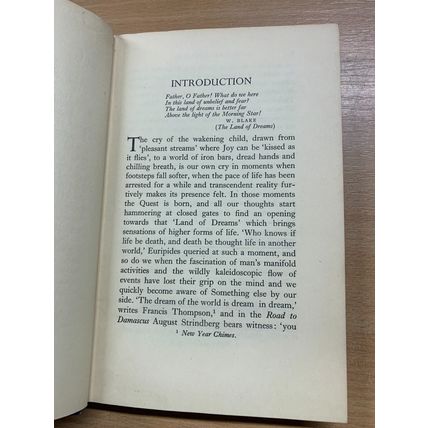 INTRODUCTION
Father, O Father! What do we here
In this land of unbelief and fear?
The land of dreams is better far
Above the light of the Morning Star!
W. BLAKE
(The Land of Dreams)
The cry of the wakening child, drawn from
'pleasant streams' where Joy can be 'kissed as
it flies', to a world of iron bars, dread hands and
chilling breath, is our own cry in moments when
footsteps fall softer, when the pace of life has been
arrested for a while and transcendent reality fur-
tively makes its presence felt. In those moments
the Quest is born, and all our thoughts start
hammering at closed gates to find an opening
towards that 'Land of Dreams' which brings
sensations of higher forms of life. 'Who knows if
life be death, and death be thought life in another
world,' Euripides queried at such a moment, and
so do we when the fascination of man's manifold
activities and the wildly kaleidoscopic flow of
events have lost their grip on the mind and we
quickly become aware of Something else by our
side. 'The dream of the world is dream in dream,'
writes Francis Thompson,¹ and in the Road to
Damascus August Strindberg bears witness: 'you
¹ New Year Chimes.